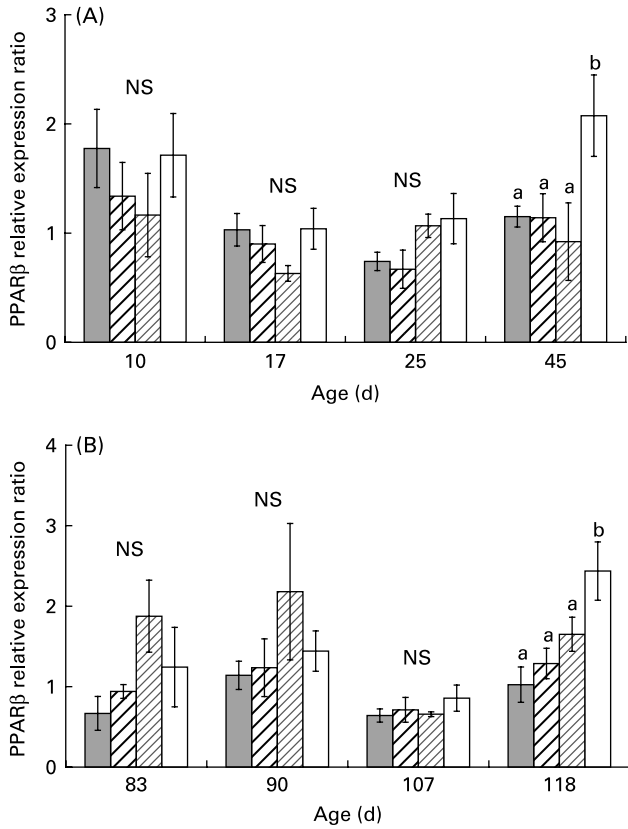 (A)
3
2
1
0
PPARβ relative expression ratio
NS
NS
NS
a a a b
10 17 25 45
Age (d)
(B)
4
3
2
1
0
PPARβ relative expression ratio
NS
NS
NS
a a a b
83 90 107 118
Age (d)